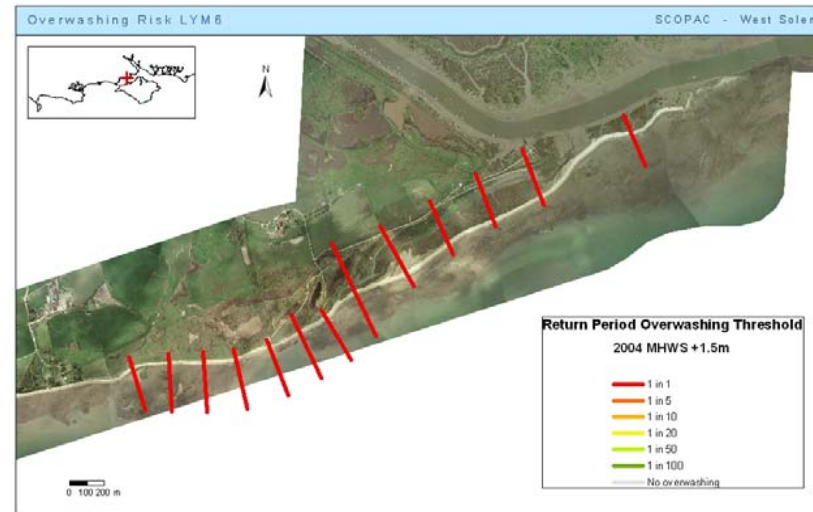 Overwashing Risk LYM6
SCOPAC - West Solen
N
Return Period Overwashing Threshold
2004 MHWS +1.5m
1 in 1
1 in 5
1 in 10
1 in 20
1 in 50
1 in 100
No overwashing
0 100 200 m